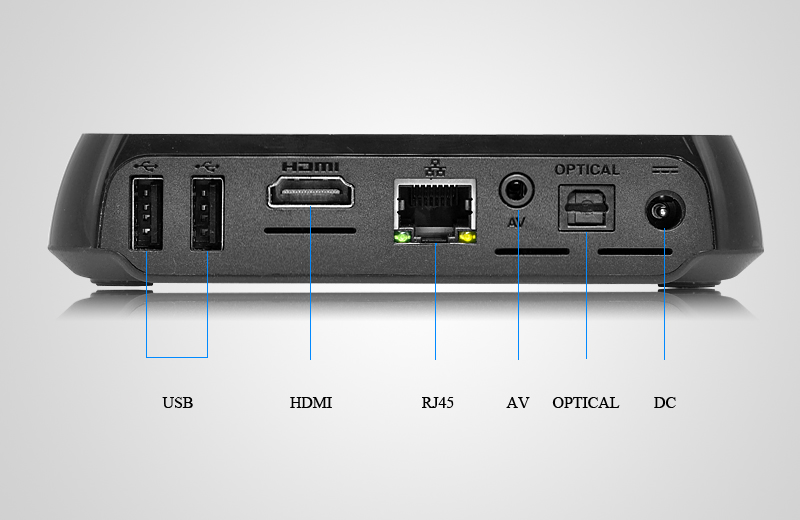 HDMI
OPTICAL
AV
USB
HDMI
RJ45
AV
OPTICAL
DC